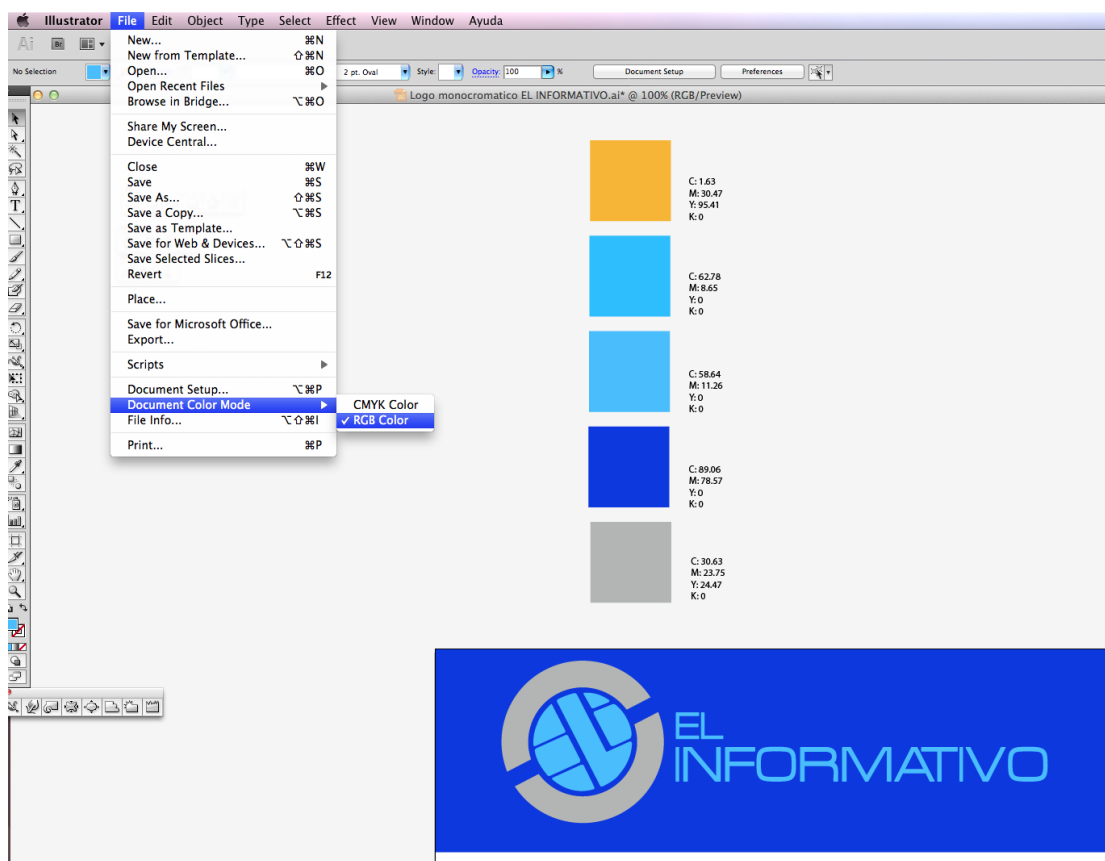 Illustrator File Edit Object Type Select Effect View Window Ayuda
Ai Br
No Selection 2 pt. Oval Style: Opacity: 100 % Document Setup Preferences
Logo monocromatico EL INFORMATIVO.ai* @ 100% (RGB/Preview)
New... ⌘N
New from Template... ⇧⌘N
Open... ⌘O
Open Recent Files
Browse in Bridge... ⌥⌘O
Share My Screen...
Device Central...
Close ⌘W
Save ⌘S
Save As... ⇧⌘S
Save a Copy... ⌥⌘S
Save as Template...
Save for Web & Devices... ⌥⇧⌘S
Save Selected Slices...
Revert F12
Place...
Save for Microsoft Office...
Export...
Scripts
Document Setup... ⌥⌘P
Document Color Mode
File Info... ⌥⇧⌘I
Print... ⌘P
CMYK Color
✓ RGB Color
C: 1.63
M: 30.47
Y: 95.41
K: 0
C: 62.78
M: 8.65
Y: 0
K: 0
C: 58.64
M: 11.26
Y: 0
K: 0
C: 89.06
M: 78.57
Y: 0
K: 0
C: 30.63
M: 23.75
Y: 24.47
K: 0
EL
INFORMATIVO